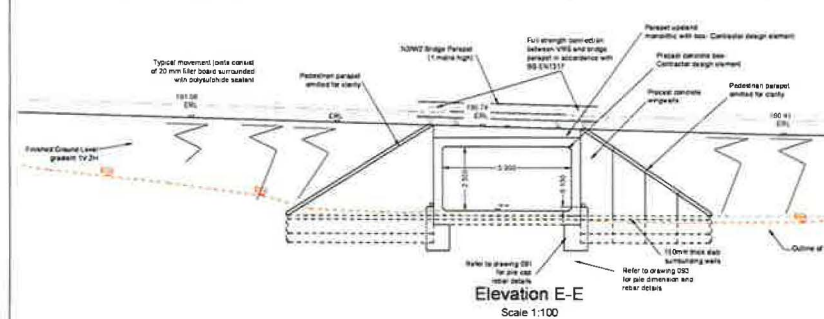 Typical movement joints consist
of 20 mm filler board surrounded
with polysulphide sealant
Pedestrian parapet
omitted for clarity
N2/W2 Bridge Parapet
(1 metre high)
Full strength connection
between VRS and bridge
parapet in accordance with
BS EN1317
Parapet upstand
monolithic with box- Contractor design element
Precast concrete box-
Contractor design element
Precast concrete
wingwalls
Pedestrian parapet
omitted for clarity
ERL
ERL
ERL
ERL
Finished Ground Level
gradient 1V:2H
150mm thick slab
surrounding walls
Outline of
Refer to drawing 091
for pile cap
rebar details
Refer to drawing 093
for pile dimension and
rebar details
Elevation E-E
Scale 1:100